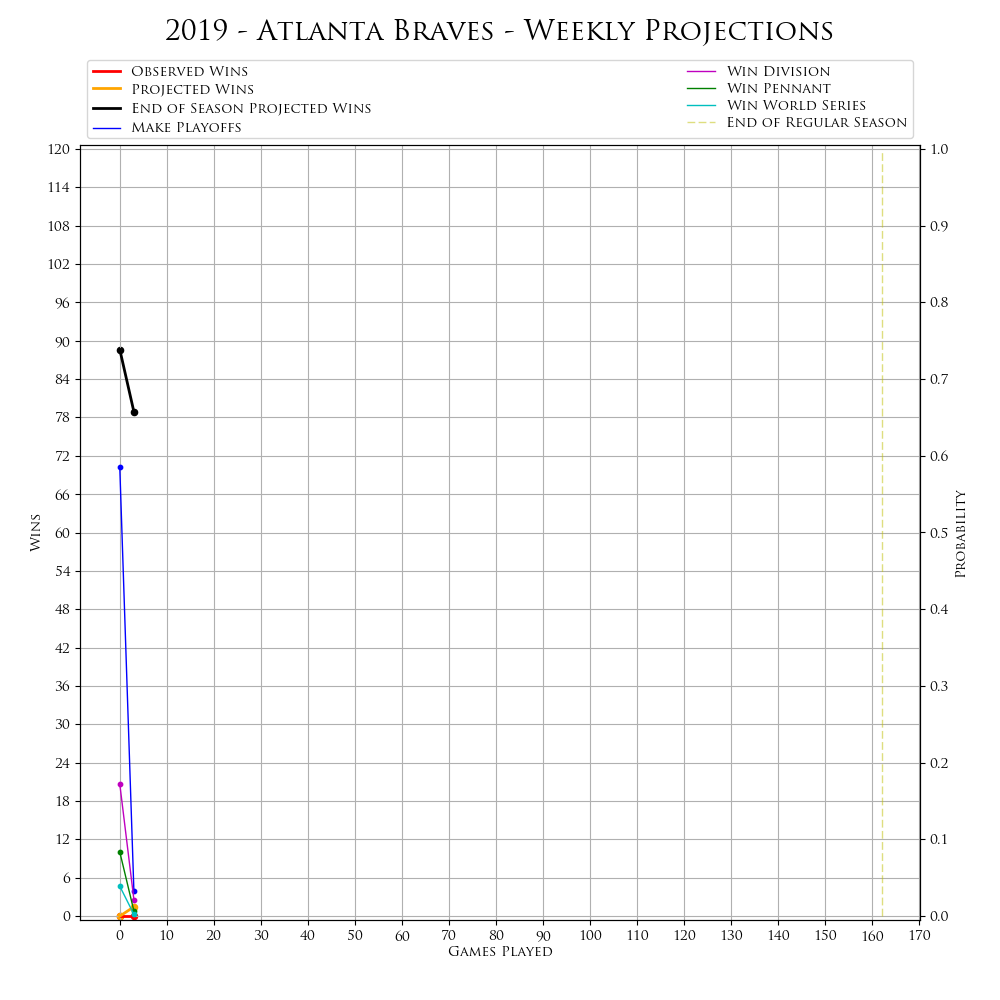 2019 - Atlanta Braves - Weekly Projections
Observed Wins
Projected Wins
End of Season Projected Wins
Make Playoffs
Win Division
Win Pennant
Win World Series
End of Regular Season
120
114
108
102
96
90
84
78
72
66
60
54
48
42
36
30
24
18
12
6
0
Wins
1.0
0.9
0.8
0.7
0.6
0.5
0.4
0.3
0.2
0.1
0.0
Probability
0 10 20 30 40 50 60 70 80 90 100 110 120 130 140 150 160 170
Games Played